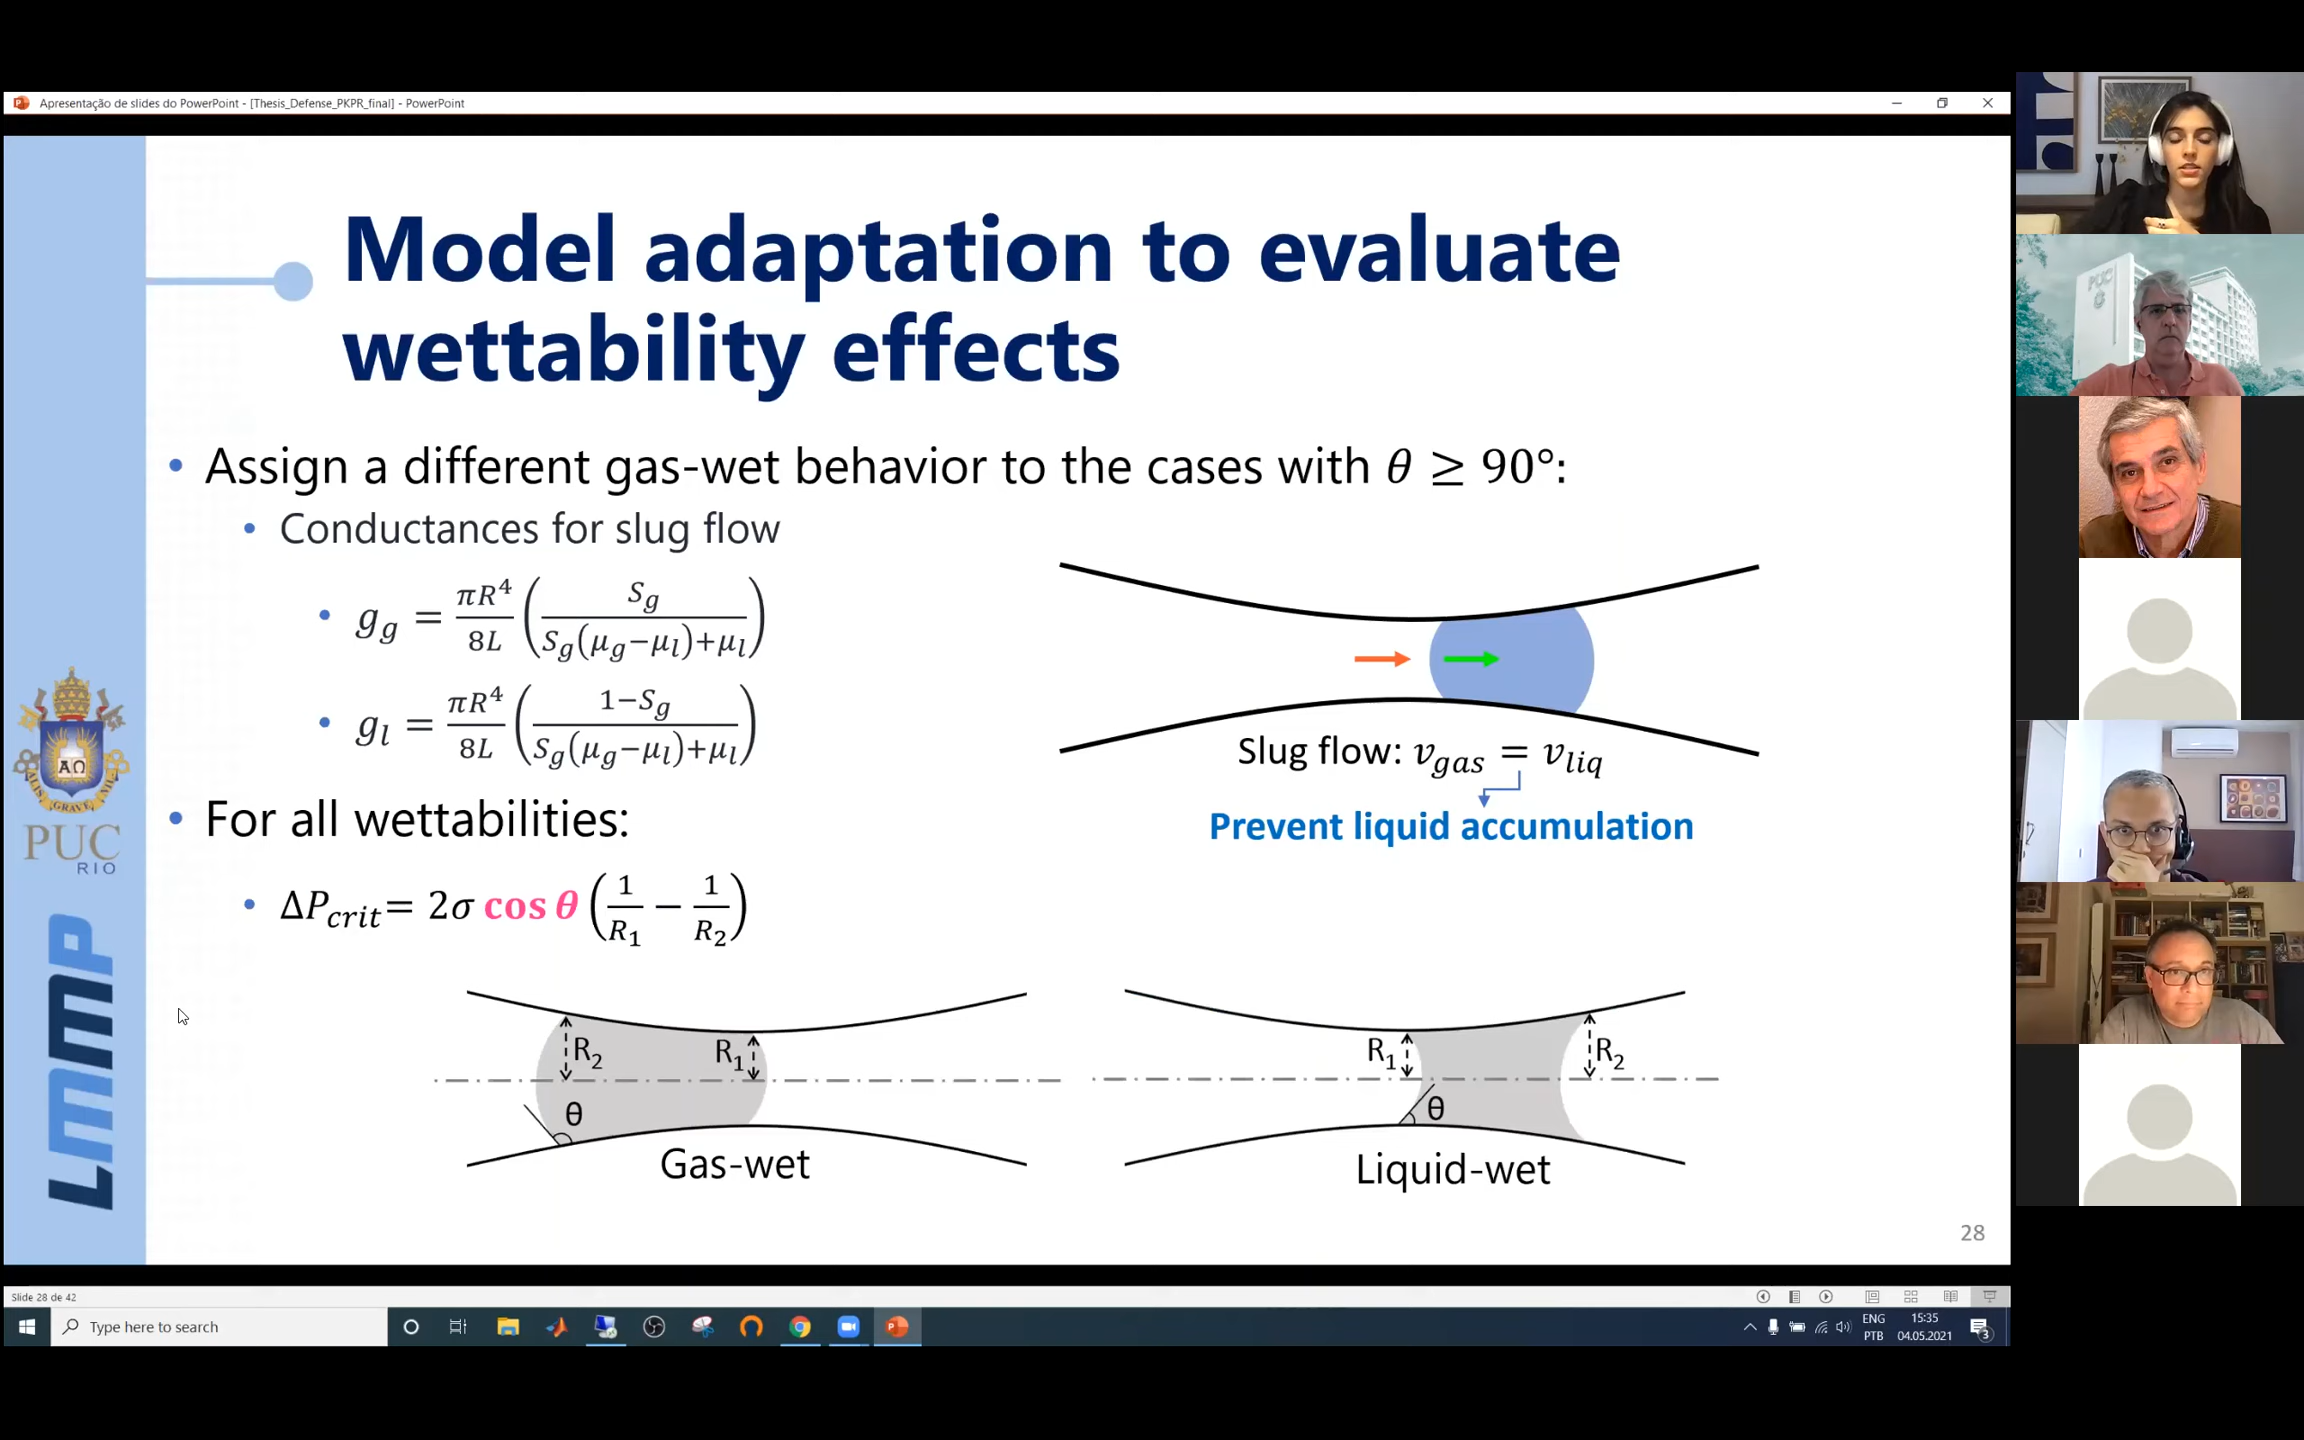 Apresentação de slides do PowerPoint - [Thesis_Defense_PKPR_final] - PowerPoint
Model adaptation to evaluate
wettability effects
• Assign a different gas-wet behavior to the cases with θ ≥ 90°:
• Conductances for slug flow
• g_g = πR⁴/8L (S_g/(S_g(μ_g−μ_l)+μ_l))
• g_l = πR⁴/8L ((1−S_g)/(S_g(μ_g−μ_l)+μ_l))
Slug flow: v_gas = v_liq
Prevent liquid accumulation
• For all wettabilities:
• ΔP_crit = 2σ cos θ (1/R₁ − 1/R₂)
R₂ R₁
θ
Gas-wet
R₁ R₂
θ
Liquid-wet
28
PUC
RIO
LMMP
PUC
Slide 28 de 42
Type here to search
ENG
PTB
15:35
04.05.2021
3